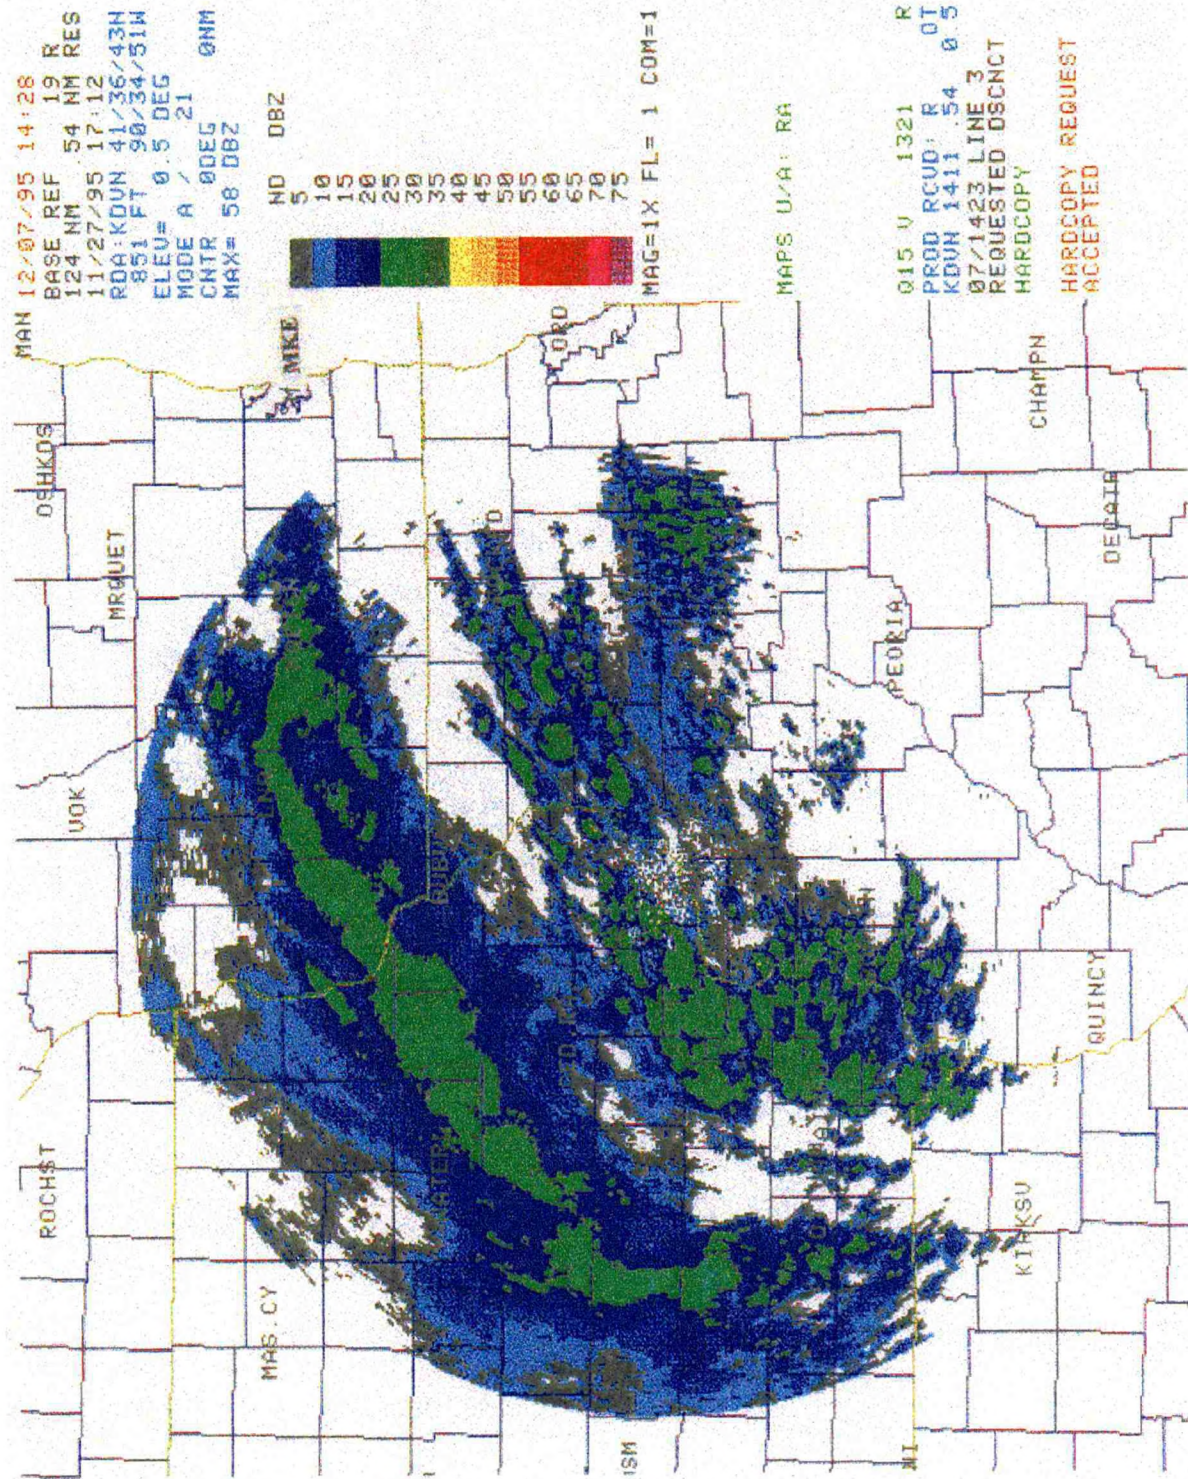 MAN 12/07/95 14:28
BASE REF 19 R
124 NM .54 NM RES
11/27/95 17:12
RDA:KDVN 41/36/43N
851 FT 90/34/51W
ELEV= 0.5 DEG
MODE A / 21
CNTR 0DEG 0NM
MAX= 58 DBZ
ND DBZ
5
10
15
20
25
30
35
40
45
50
55
60
65
70
75
MAG=1X FL= 1 COM=1
MAPS U/A: RA
Q15 V 1321 R
PROD RCVD: R OT
KDVN 1411 .54 0.5
07/1423 LINE 3
REQUESTED DSCNCT
HARDCOPY
HARDCOPY REQUEST
ACCEPTED
OSHKOS
MRQUET
VOK
ROCHST
MKE
MAS.CY
DUBU
WATER
ORD
PEORIA
CHAMPN
DECATR
QUINCY
KIRKSV